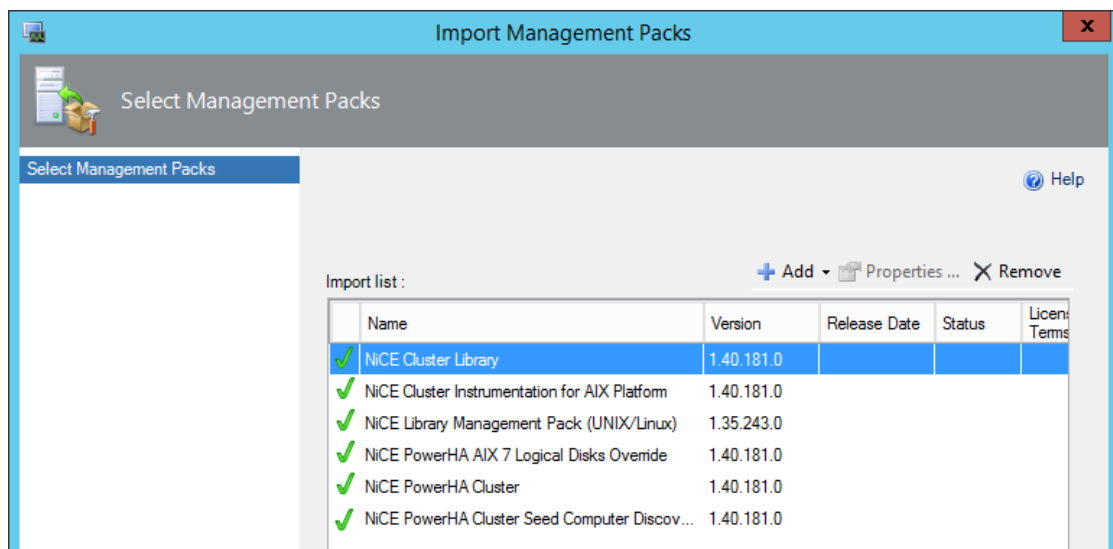 Import Management Packs
x
Select Management Packs
Select Management Packs
Help
Import list :
Add Properties ... Remove
Name Version Release Date Status Licens
Terms
NiCE Cluster Library 1.40.181.0
NiCE Cluster Instrumentation for AIX Platform 1.40.181.0
NiCE Library Management Pack (UNIX/Linux) 1.35.243.0
NiCE PowerHA AIX 7 Logical Disks Override 1.40.181.0
NiCE PowerHA Cluster 1.40.181.0
NiCE PowerHA Cluster Seed Computer Discov... 1.40.181.0